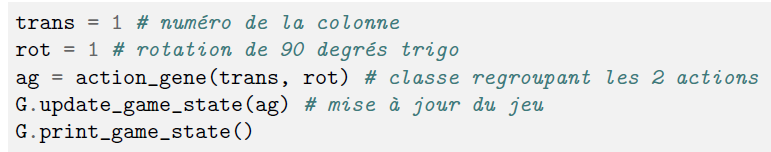 trans = 1 # numéro de la colonne
rot = 1 # rotation de 90 degrés trigo
ag = action_gene(trans, rot) # classe regroupant les 2 actions
G.update_game_state(ag) # mise à jour du jeu
G.print_game_state()